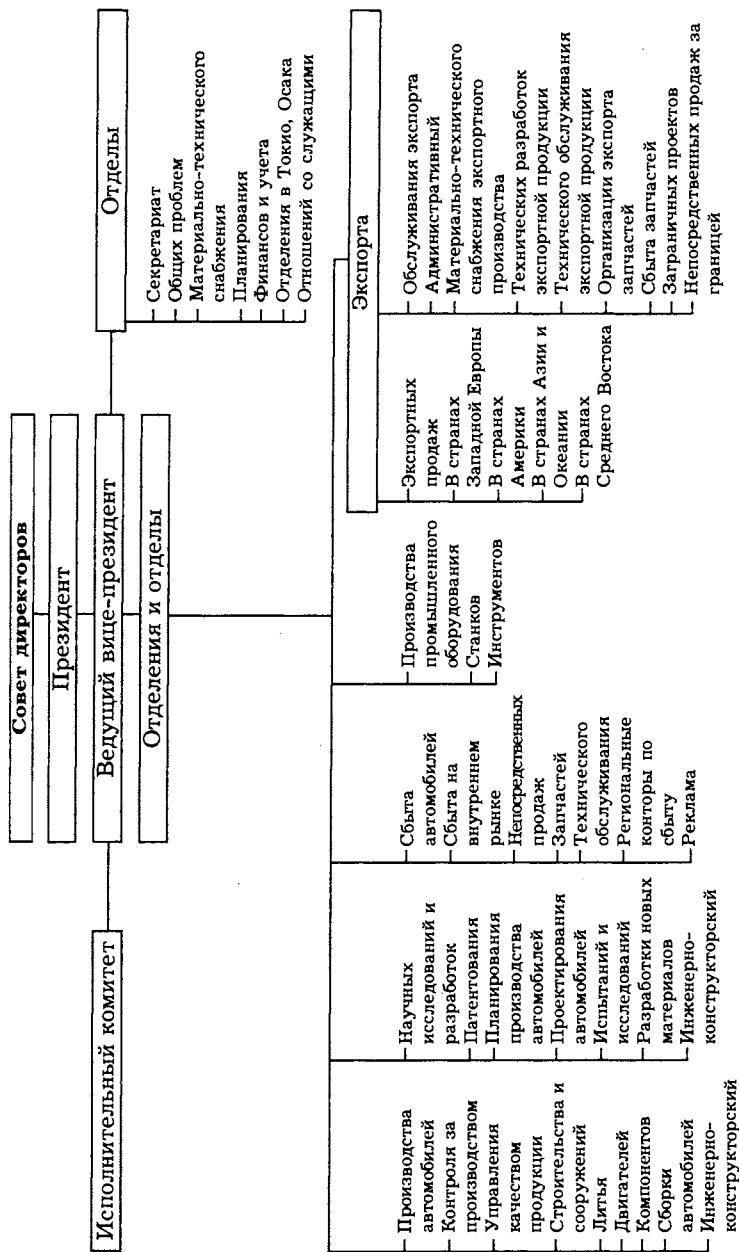 Совет директоров
Президент
Исполнительный комитет
Ведущий вице-президент
Отделы
Отделения и отделы
Секретариат
Общих проблем
Материально-технического
снабжения
Планирования
Финансов и учета
Отделения в Токио, Осака
Отношений со служащими
Производства
автомобилей
Контроля за
производством
Управления
качеством
продукции
Строительства и
сооружений
Литья
Двигателей
Компонентов
Сборки
автомобилей
Инженерно-
конструкторский
Научных
исследований и
разработок
Патентования
Планирования
производства
автомобилей
Проектирования
автомобилей
Испытаний и
исследований
Разработки новых
материалов
Инженерно-
конструкторский
Сбыта
автомобилей
Сбыта на
внутреннем
рынке
Непосредственных
продаж
Запчастей
Технического
обслуживания
Региональные
конторы по
сбыту
Реклама
Производства
промышленного
оборудования
Станков
Инструментов
Экспорта
Экспортных
продаж
В странах
Западной Европы
В странах
Америки
В странах Азии и
Океании
В странах
Среднего Востока
Обслуживания экспорта
Административный
Материально-технического
снабжения экспортного
производства
Технических разработок
экспортной продукции
Технического обслуживания
экспортной продукции
Организации экспорта
запчастей
Сбыта запчастей
Заграничных проектов
Непосредственных продаж за
границей